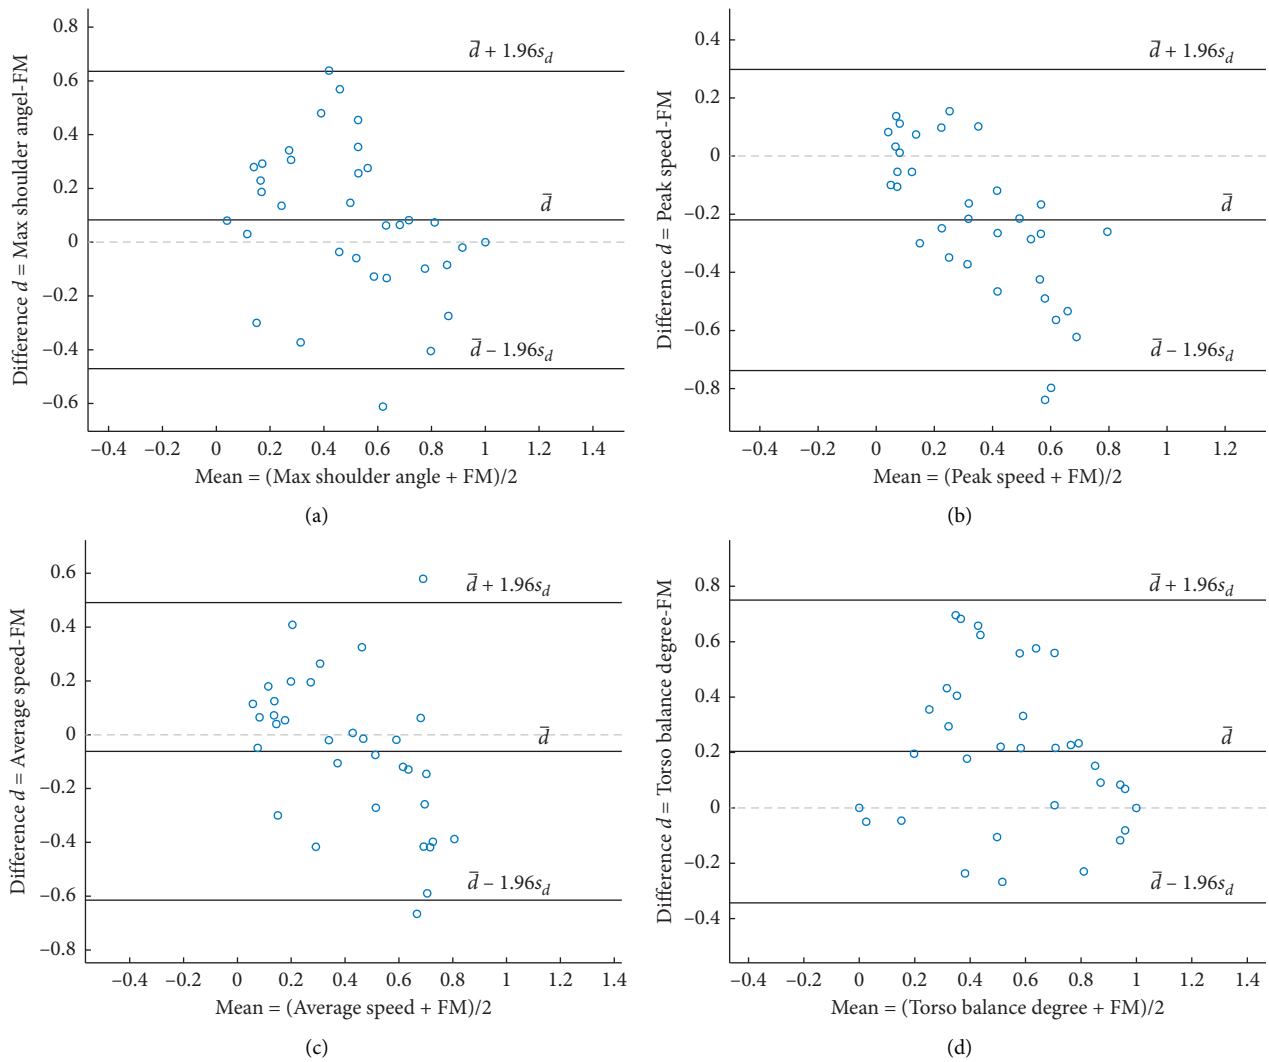 0.8
0.6
0.4
0.2
0
−0.2
−0.4
−0.6
Difference d = Max shoulder angel-FM
d̅ + 1.96s_d
d̅
d̅ − 1.96s_d
−0.4 −0.2 0 0.2 0.4 0.6 0.8 1 1.2 1.4
Mean = (Max shoulder angle + FM)/2
(a)
0.4
0.2
0
−0.2
−0.4
−0.6
−0.8
Difference d = Peak speed-FM
d̅ + 1.96s_d
d̅
d̅ − 1.96s_d
−0.4 −0.2 0 0.2 0.4 0.6 0.8 1 1.2
Mean = (Peak speed + FM)/2
(b)
0.6
0.4
0.2
0
−0.2
−0.4
−0.6
−0.8
Difference d = Average speed-FM
d̅ + 1.96s_d
d̅
d̅ − 1.96s_d
−0.4 −0.2 0 0.2 0.4 0.6 0.8 1 1.2 1.4
Mean = (Average speed + FM)/2
(c)
0.8
0.6
0.4
0.2
0
−0.2
−0.4
Difference d = Torso balance degree-FM
d̅ + 1.96s_d
d̅
d̅ − 1.96s_d
−0.4 −0.2 0 0.2 0.4 0.6 0.8 1 1.2 1.4
Mean = (Torso balance degree + FM)/2
(d)